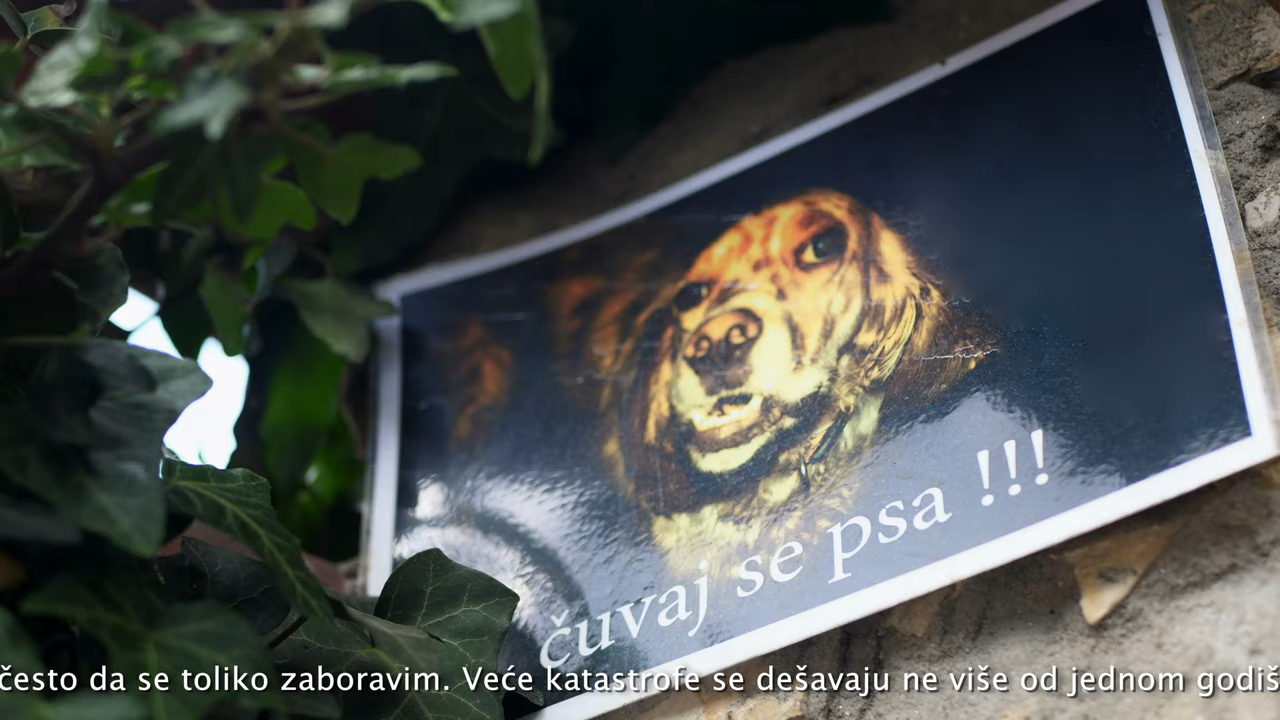 čuvaj se psa !!!
često da se toliko zaboravim. Veće katastrofe se dešavaju ne više od jednom godiš